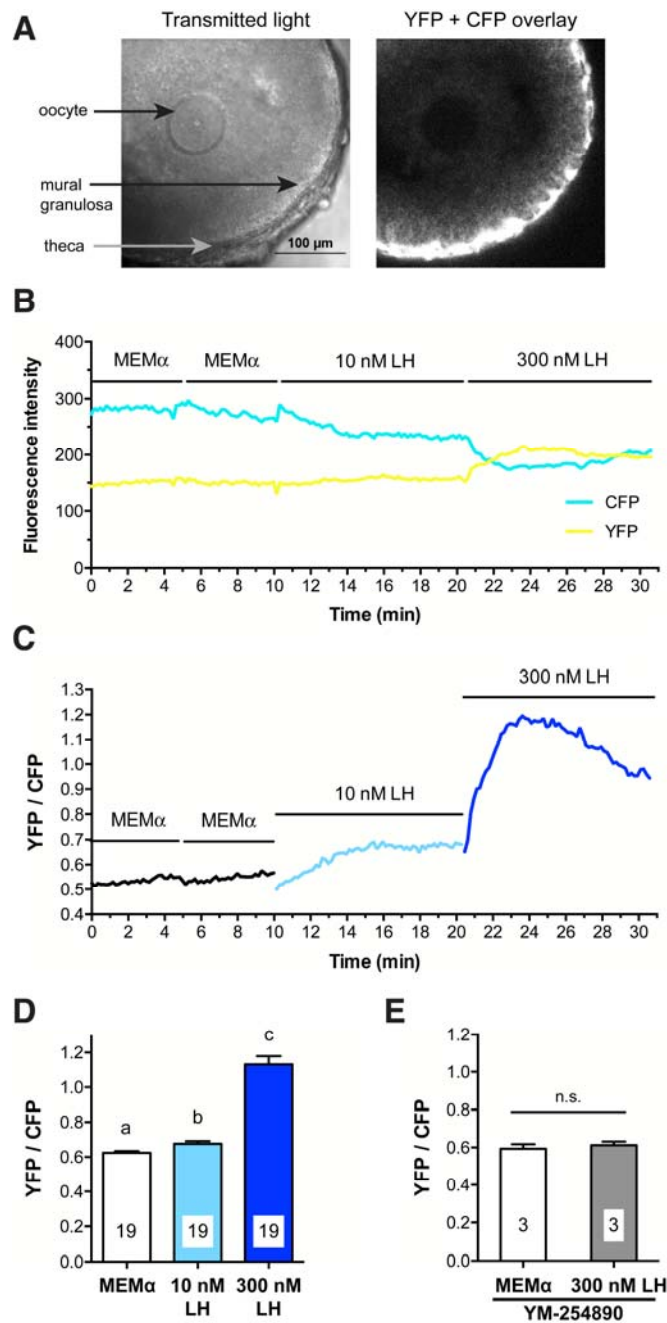 A
Transmitted light
YFP + CFP overlay
oocyte
mural
granulosa
theca
100 µm
B
Fluorescence intensity
400
300
200
100
0
MEMα
MEMα
10 nM LH
300 nM LH
CFP
YFP
0 2 4 6 8 10 12 14 16 18 20 22 24 26 28 30
Time (min)
C
YFP / CFP
1.3
1.2
1.1
1.0
0.9
0.8
0.7
0.6
0.5
0.4
MEMα
MEMα
10 nM LH
300 nM LH
0 2 4 6 8 10 12 14 16 18 20 22 24 26 28 30
Time (min)
D
YFP / CFP
1.2
1.0
0.8
0.6
0.4
0.2
0.0
a
b
c
19
19
19
MEMα
10 nM
LH
300 nM
LH
E
YFP / CFP
1.2
1.0
0.8
0.6
0.4
0.2
0.0
n.s.
3
3
MEMα
300 nM LH
YM-254890